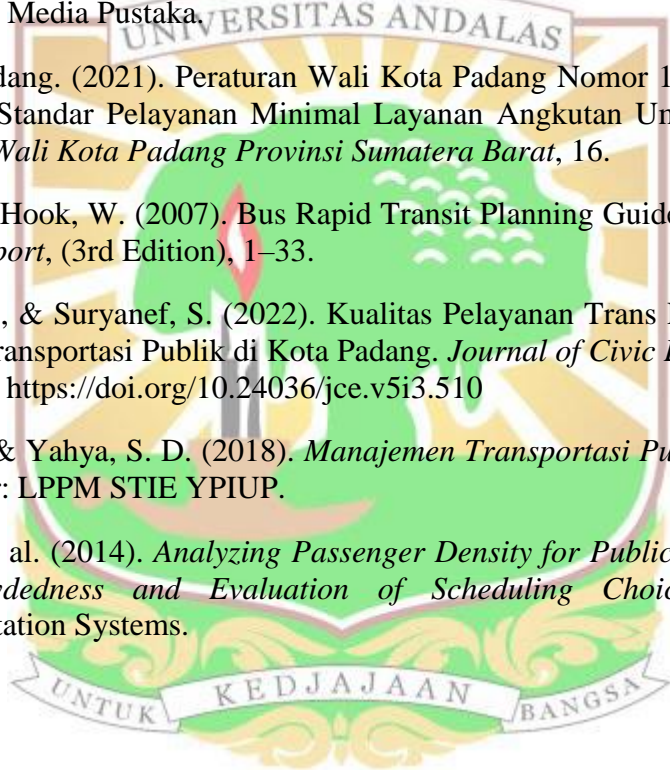 Media Pustaka.
UNIVERSITAS ANDALAS
dang. (2021). Peraturan Wali Kota Padang Nomor 1
Standar Pelayanan Minimal Layanan Angkutan Un
Wali Kota Padang Provinsi Sumatera Barat, 16.
Hook, W. (2007). Bus Rapid Transit Planning Guide
port, (3rd Edition), 1–33.
, & Suryanef, S. (2022). Kualitas Pelayanan Trans
ransportasi Publik di Kota Padang. Journal of Civic
https://doi.org/10.24036/jce.v5i3.510
& Yahya, S. D. (2018). Manajemen Transportasi Pu
r: LPPM STIE YPIUP.
al. (2014). Analyzing Passenger Density for Public
dedness and Evaluation of Scheduling Choic
tation Systems.
UNTUK KEDJAJAAN BANGSA